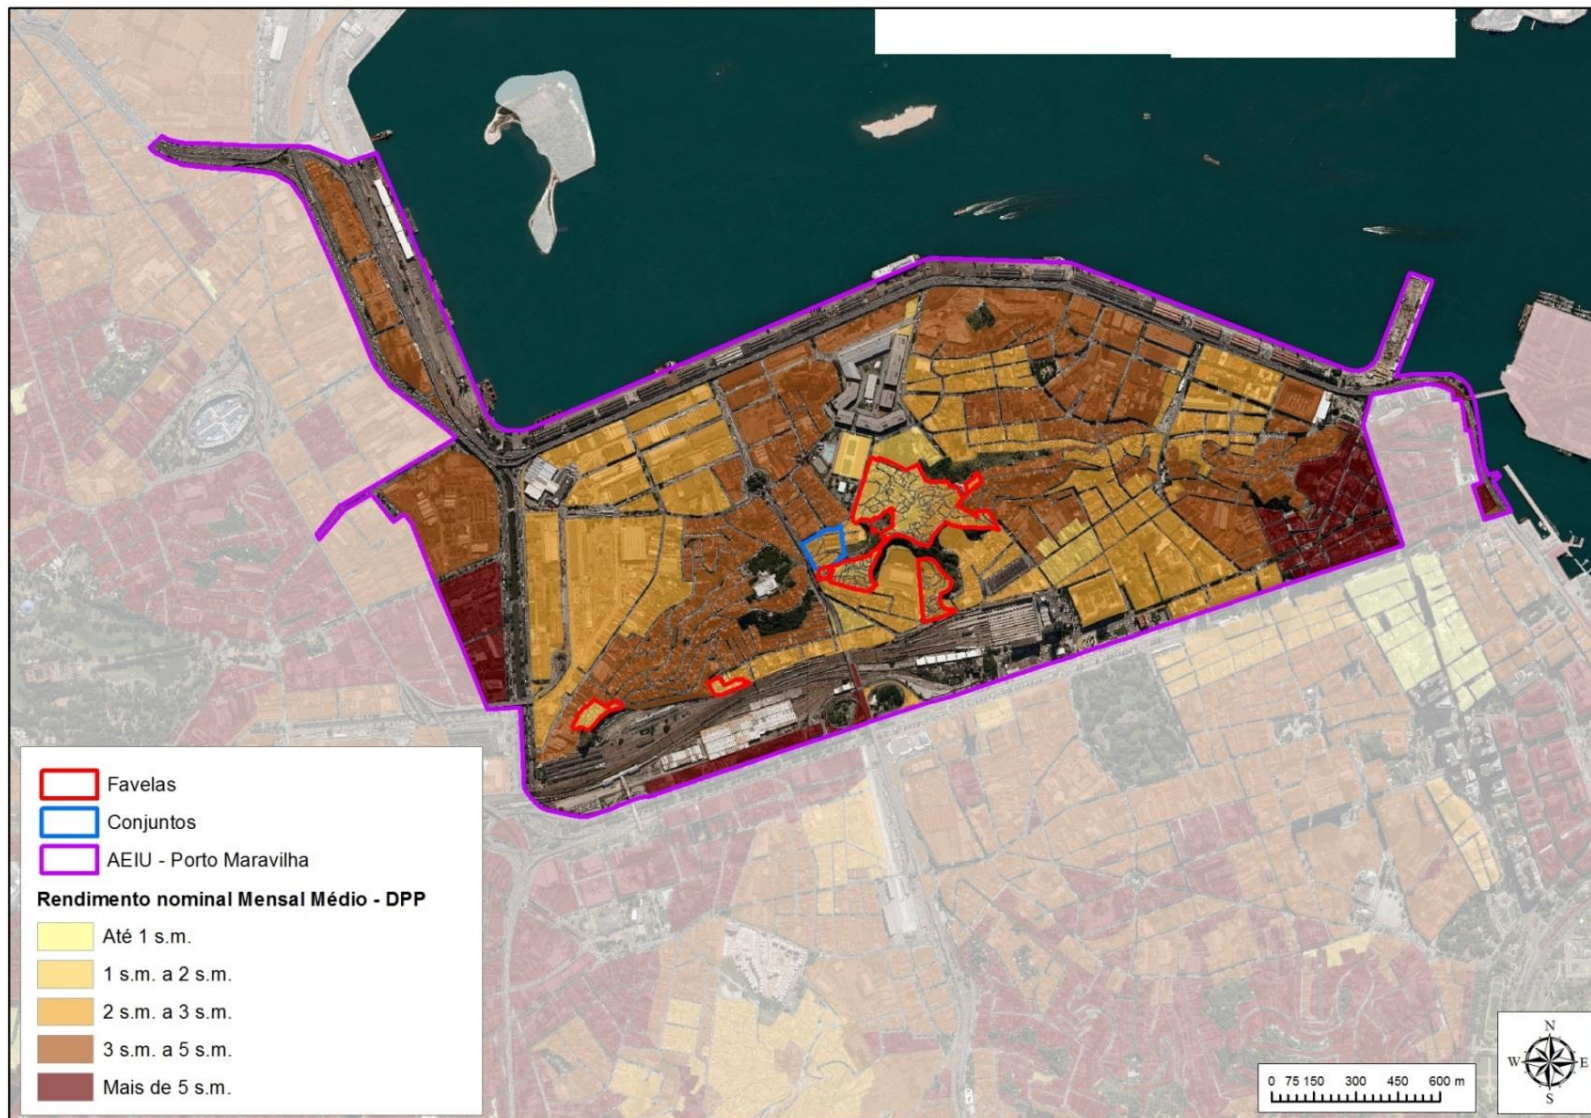 Favelas
Conjuntos
AEIU - Porto Maravilha
Rendimento nominal Mensal Médio - DPP
Até 1 s.m.
1 s.m. a 2 s.m.
2 s.m. a 3 s.m.
3 s.m. a 5 s.m.
Mais de 5 s.m.
0 75 150 300 450 600 m
N
W E
S